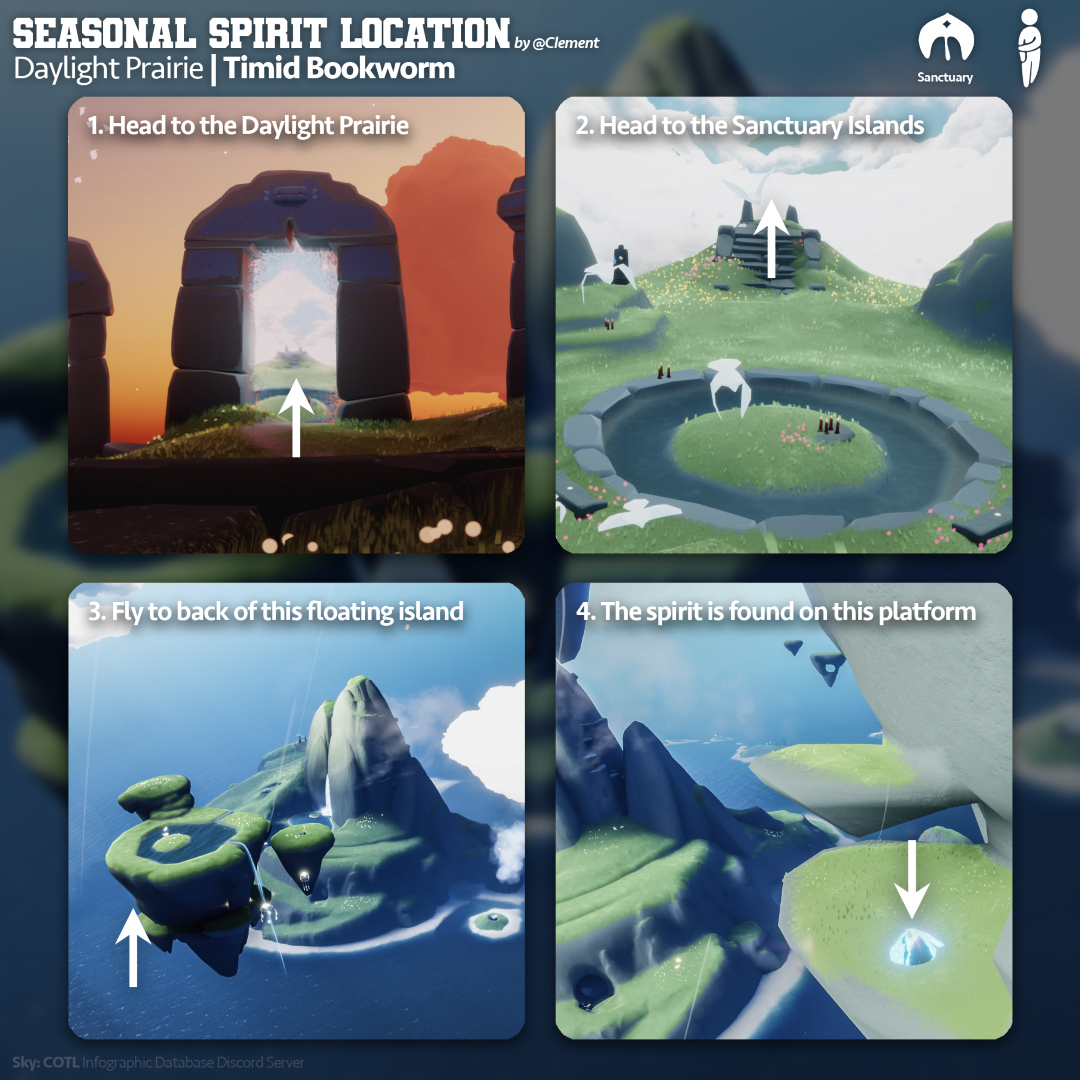 SEASONAL SPIRIT LOCATION by @Clement
Daylight Prairie | Timid Bookworm
Sanctuary
1. Head to the Daylight Prairie
2. Head to the Sanctuary Islands
3. Fly to back of this floating island
4. The spirit is found on this platform
Sky: COTL Infographic Database Discord Server